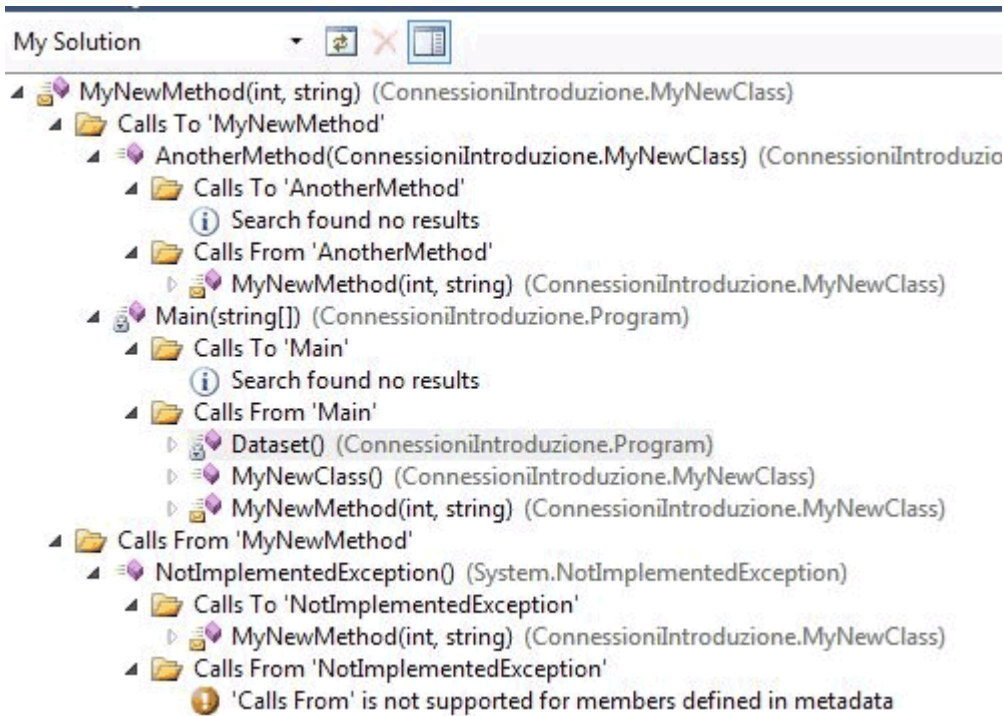 My Solution
MyNewMethod(int, string) (ConnessioniIntroduzione.MyNewClass)
Calls To 'MyNewMethod'
AnotherMethod(ConnessioniIntroduzione.MyNewClass) (ConnessioniIntroduzio
Calls To 'AnotherMethod'
Search found no results
Calls From 'AnotherMethod'
MyNewMethod(int, string) (ConnessioniIntroduzione.MyNewClass)
Main(string[]) (ConnessioniIntroduzione.Program)
Calls To 'Main'
Search found no results
Calls From 'Main'
Dataset() (ConnessioniIntroduzione.Program)
MyNewClass() (ConnessioniIntroduzione.MyNewClass)
MyNewMethod(int, string) (ConnessioniIntroduzione.MyNewClass)
Calls From 'MyNewMethod'
NotImplementedException() (System.NotImplementedException)
Calls To 'NotImplementedException'
MyNewMethod(int, string) (ConnessioniIntroduzione.MyNewClass)
Calls From 'NotImplementedException'
'Calls From' is not supported for members defined in metadata